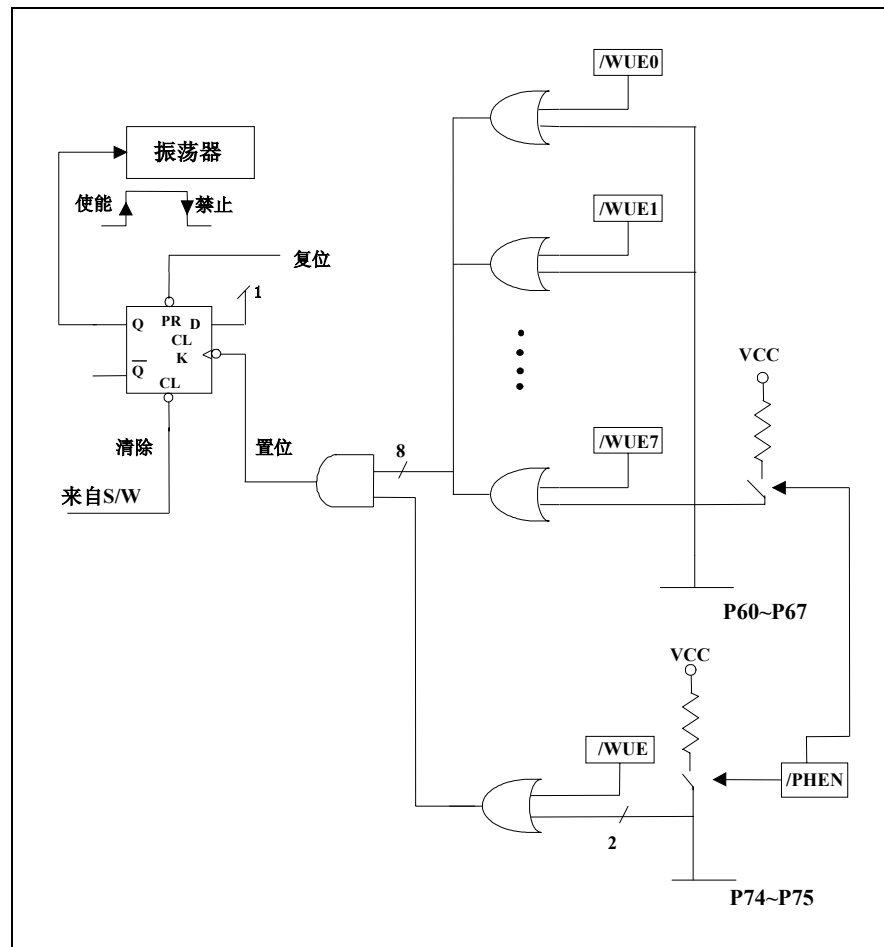 /WUE0
振荡器
使能
禁止
/WUE1
复位
1
Q
PR
D
CL
K
Q
CL
VCC
清除
置位
8
/WUE7
来自S/W
P60~P67
VCC
/WUE
/PHEN
2
P74~P75